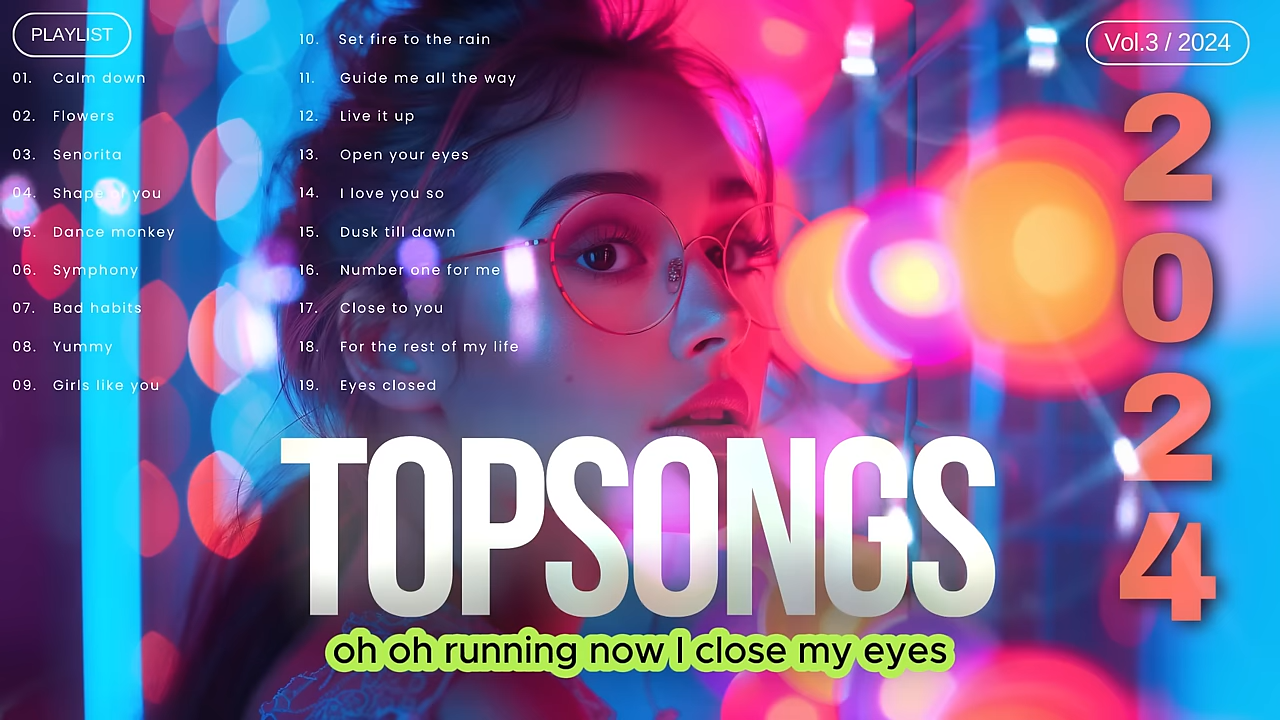 PLAYLIST
01. Calm down
02. Flowers
03. Senorita
04. Shape of you
05. Dance monkey
06. Symphony
07. Bad habits
08. Yummy
09. Girls like you
10. Set fire to the rain
11. Guide me all the way
12. Live it up
13. Open your eyes
14. I love you so
15. Dusk till dawn
16. Number one for me
17. Close to you
18. For the rest of my life
19. Eyes closed
Vol.3 / 2024
2024
TOPSONGS
oh oh running now I close my eyes